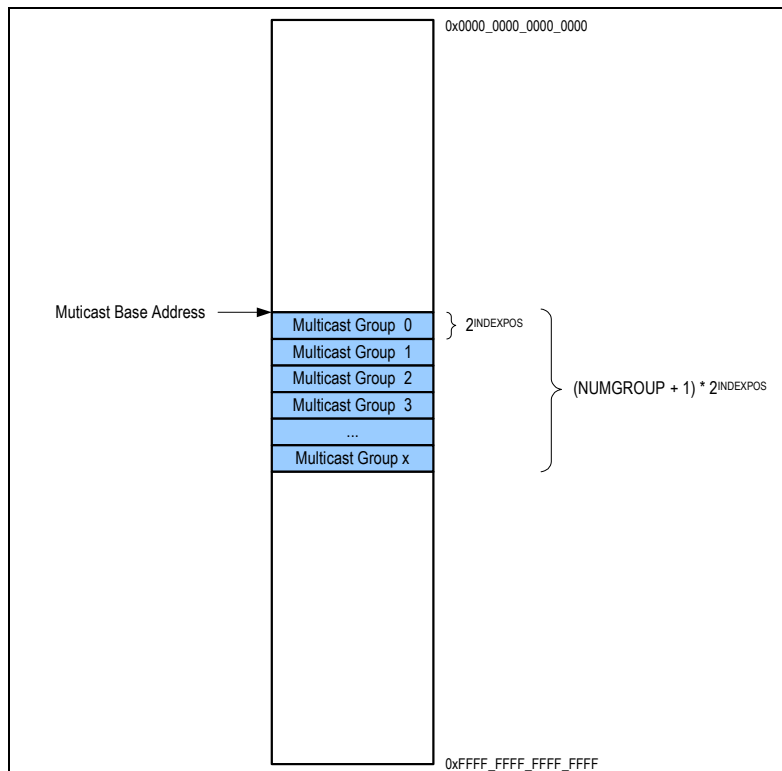 0x0000_0000_0000_0000
Muticast Base Address
Multicast Group 0
2INDEXPOS
Multicast Group 1
Multicast Group 2
(NUMGROUP + 1) * 2INDEXPOS
Multicast Group 3
...
Multicast Group x
0xFFFF_FFFF_FFFF_FFFF